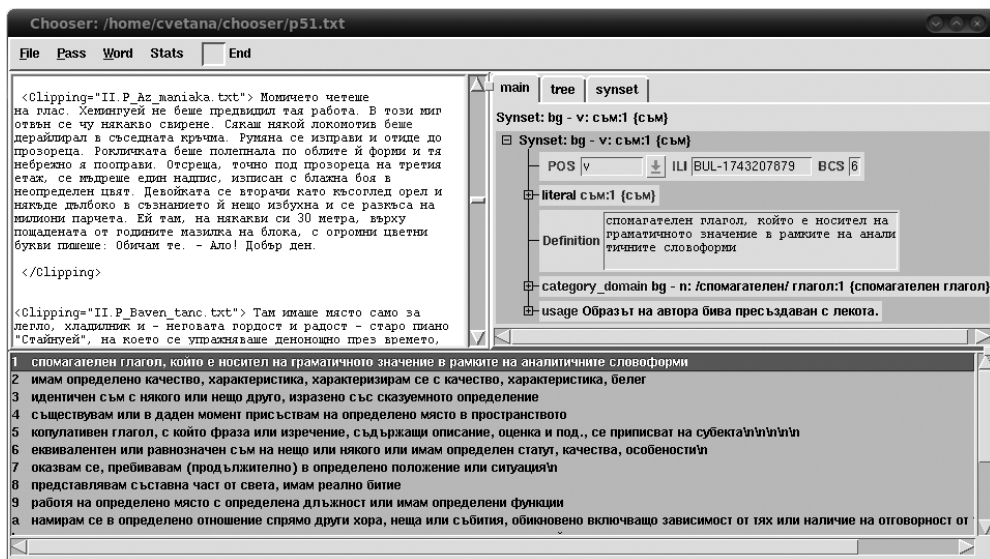 Chooser: /home/cvetana/chooser/p51.txt
File Pass Word Stats End
<Clipping="II.P_Az_maniaka.txt"> Момичето четеше
на глас. Хемингуей не беше предвидил тая работа. В този миг
отвън се чу някакво свирене. Сякаш някой локомотив беше
дерайлирал в съседната кръчма. Румяна се изправи и отиде до
прозореца. Рокличката беше полепнала по облите й форми и тя
небрежно я поправи. Отсреща, точно под прозореца на третия
етаж, се мъдреше един надпис, изписан с блажна боя в
неопределен цвят. Девойката се вторачи като късоглед орел и
някъде дълбоко в съзнанието й нещо избухна и се разкъса на
милиони парчета. Ей там, на някакви си 30 метра, върху
пощадената от годините мазилка на блока, с огромни цветни
букви пишеше: Обичам те. - Ало! Добър ден.
</Clipping>
<Clipping="II.P_Baven_tanc.txt"> Там имаше място само за
легло, хладилник и - неговата гордост и радост - старо пиано
"Стайнуей", на което се упражняваше денонощно през времето,
main tree synset
Synset: bg - v: съм:1 {съм}
Synset: bg - v: съм:1 {съм}
POS v ILI BUL-1743207879 BCS 6
literal съм:1 {съм}
Definition спомагателен глагол, който е носител на
граматичното значение в рамките на анали
тичните словоформи
category_domain bg - n: /спомагателен/ глагол:1 {спомагателен глагол}
usage Образът на автора бива пресъздаван с лекота.
1 спомагателен глагол, който е носител на граматичното значение в рамките на аналитичните словоформи
2 имам определено качество, характеристика, характеризирам се с качество, характеристика, белег
3 идентичен съм с някого или нещо друго, изразено със сказуемното определение
4 съществувам или в даден момент присъствам на определено място в пространството
5 копулативен глагол, с който фраза или изречение, съдържащи описание, оценка и под., се приписват на субекта\n\n\n\n\n
6 еквивалентен или равнозначен съм на нещо или някого или имам определен статут, качества, особености\n
7 оказвам се, пребивавам (продължително) в определено положение или ситуация\n
8 представлявам съставна част от света, имам реално битие
9 работя на определено място с определена длъжност или имам определени функции
a намирам се в определено отношение спрямо други хора, неща или събития, обикновено включващо зависимост от тях или наличие на отговорност от